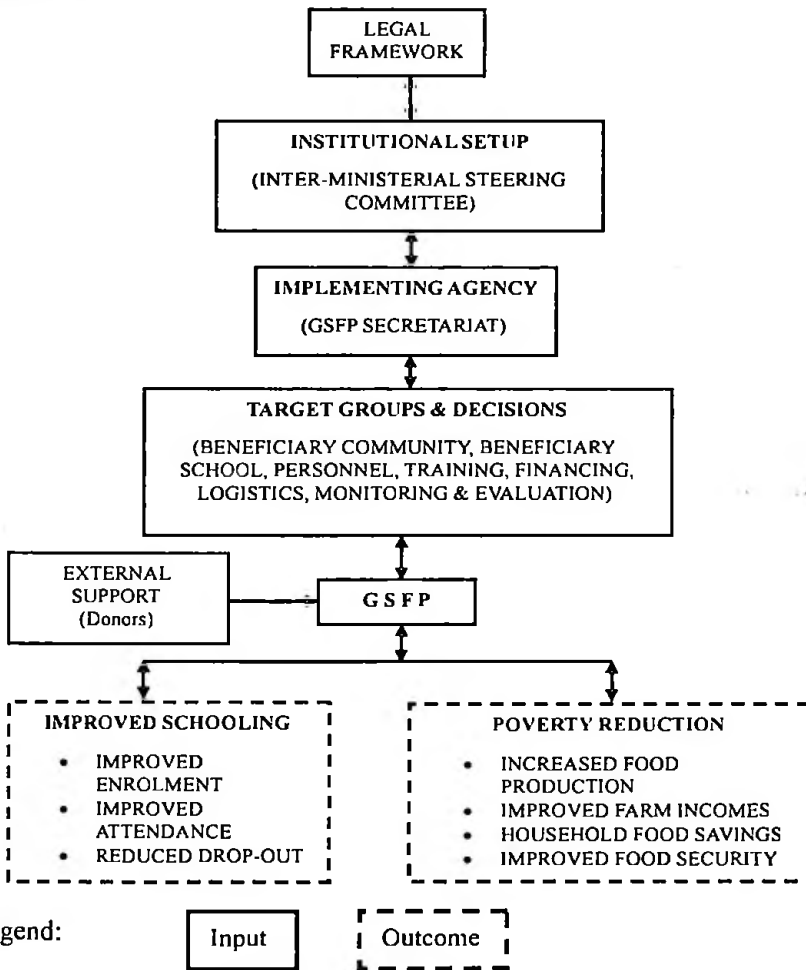 LEGAL
FRAMEWORK
INSTITUTIONAL SETUP
(INTER-MINISTERIAL STEERING
COMMITTEE)
IMPLEMENTING AGENCY
(GSFP SECRETARIAT)
TARGET GROUPS & DECISIONS
(BENEFICIARY COMMUNITY, BENEFICIARY
SCHOOL, PERSONNEL, TRAINING, FINANCING,
LOGISTICS, MONITORING & EVALUATION)
EXTERNAL
SUPPORT
(Donors)
G S F P
IMPROVED SCHOOLING
• IMPROVED
ENROLMENT
• IMPROVED
ATTENDANCE
• REDUCED DROP-OUT
POVERTY REDUCTION
• INCREASED FOOD
PRODUCTION
• IMPROVED FARM INCOMES
• HOUSEHOLD FOOD SAVINGS
• IMPROVED FOOD SECURITY
gend:
Input
Outcome